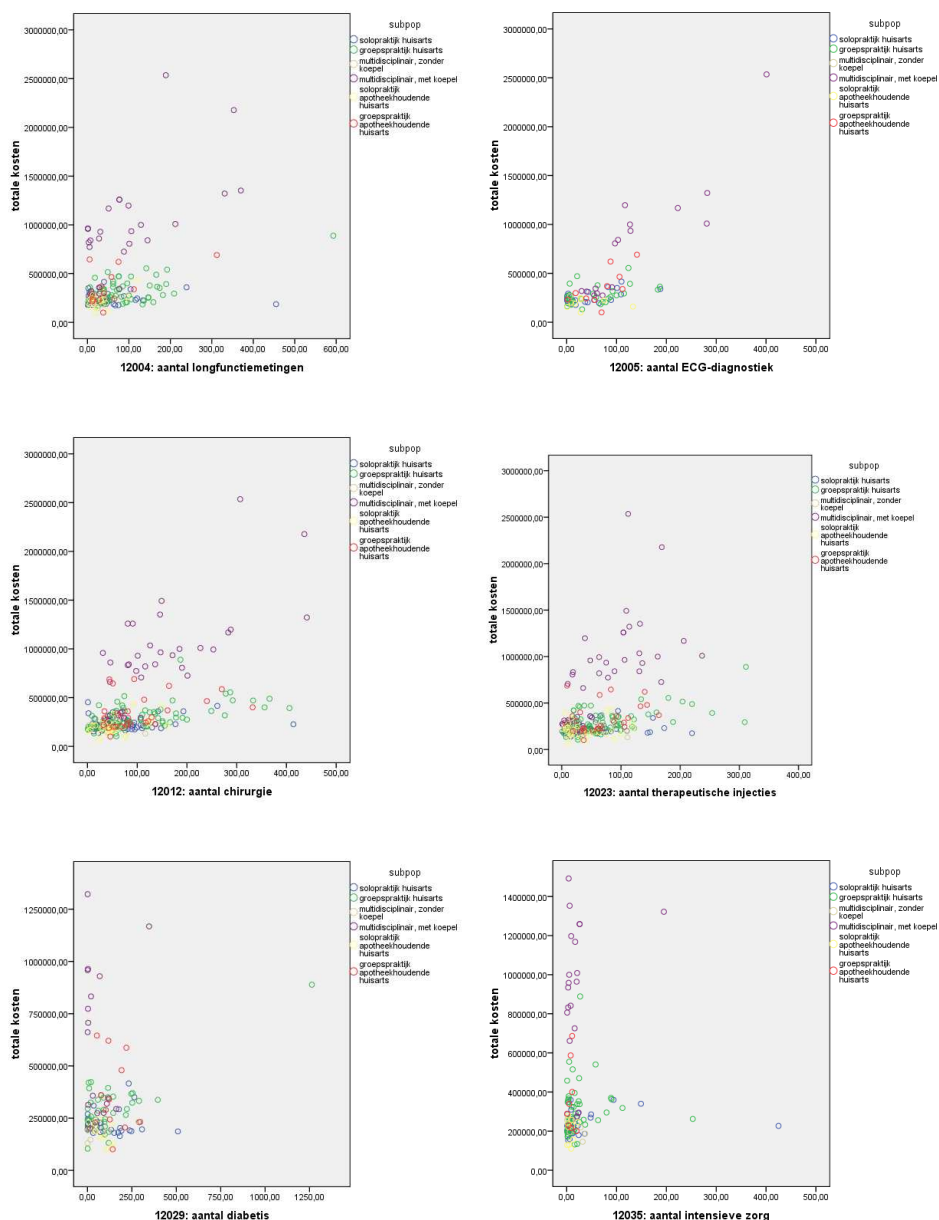 subpop
3000000,00
2500000,00
2000000,00
1500000,00
1000000,00
500000,00
0,00
totale kosten
solopraktijk huisarts
groepspraktijk huisarts
multidisciplinair, zonder
koepel
multidisciplinair, met koepel
solopraktijk
apotheekhoudende
huisarts
groepspraktijk
apotheekhoudende
huisarts
0,00 100,00 200,00 300,00 400,00 500,00 600,00
12004: aantal longfunctiemetingen
subpop
3000000,00
2500000,00
2000000,00
1500000,00
1000000,00
500000,00
0,00
totale kosten
solopraktijk huisarts
groepspraktijk huisarts
multidisciplinair, zonder
koepel
multidisciplinair, met koepel
solopraktijk
apotheekhoudende
huisarts
groepspraktijk
apotheekhoudende
huisarts
0,00 100,00 200,00 300,00 400,00 500,00
12005: aantal ECG-diagnostiek
subpop
3000000,00
2500000,00
2000000,00
1500000,00
1000000,00
500000,00
0,00
totale kosten
solopraktijk huisarts
groepspraktijk huisarts
multidisciplinair, zonder
koepel
multidisciplinair, met koepel
solopraktijk
apotheekhoudende
huisarts
groepspraktijk
apotheekhoudende
huisarts
0,00 100,00 200,00 300,00 400,00 500,00
12012: aantal chirurgie
subpop
3000000,00
2500000,00
2000000,00
1500000,00
1000000,00
500000,00
0,00
totale kosten
solopraktijk huisarts
groepspraktijk huisarts
multidisciplinair, zonder
koepel
multidisciplinair, met koepel
solopraktijk
apotheekhoudende
huisarts
groepspraktijk
apotheekhoudende
huisarts
0,00 100,00 200,00 300,00 400,00
12023: aantal therapeutische injecties
subpop
1250000,00
1000000,00
750000,00
500000,00
250000,00
0,00
totale kosten
solopraktijk huisarts
groepspraktijk huisarts
multidisciplinair, zonder
koepel
multidisciplinair, met koepel
solopraktijk
apotheekhoudende
huisarts
groepspraktijk
apotheekhoudende
huisarts
0,00 250,00 500,00 750,00 1000,00 1250,00
12029: aantal diabetis
subpop
1400000,00
1200000,00
1000000,00
800000,00
600000,00
400000,00
200000,00
0,00
totale kosten
solopraktijk huisarts
groepspraktijk huisarts
multidisciplinair, zonder
koepel
multidisciplinair, met koepel
solopraktijk
apotheekhoudende
huisarts
groepspraktijk
apotheekhoudende
huisarts
0,00 100,00 200,00 300,00 400,00 500,00
12035: aantal intensieve zorg